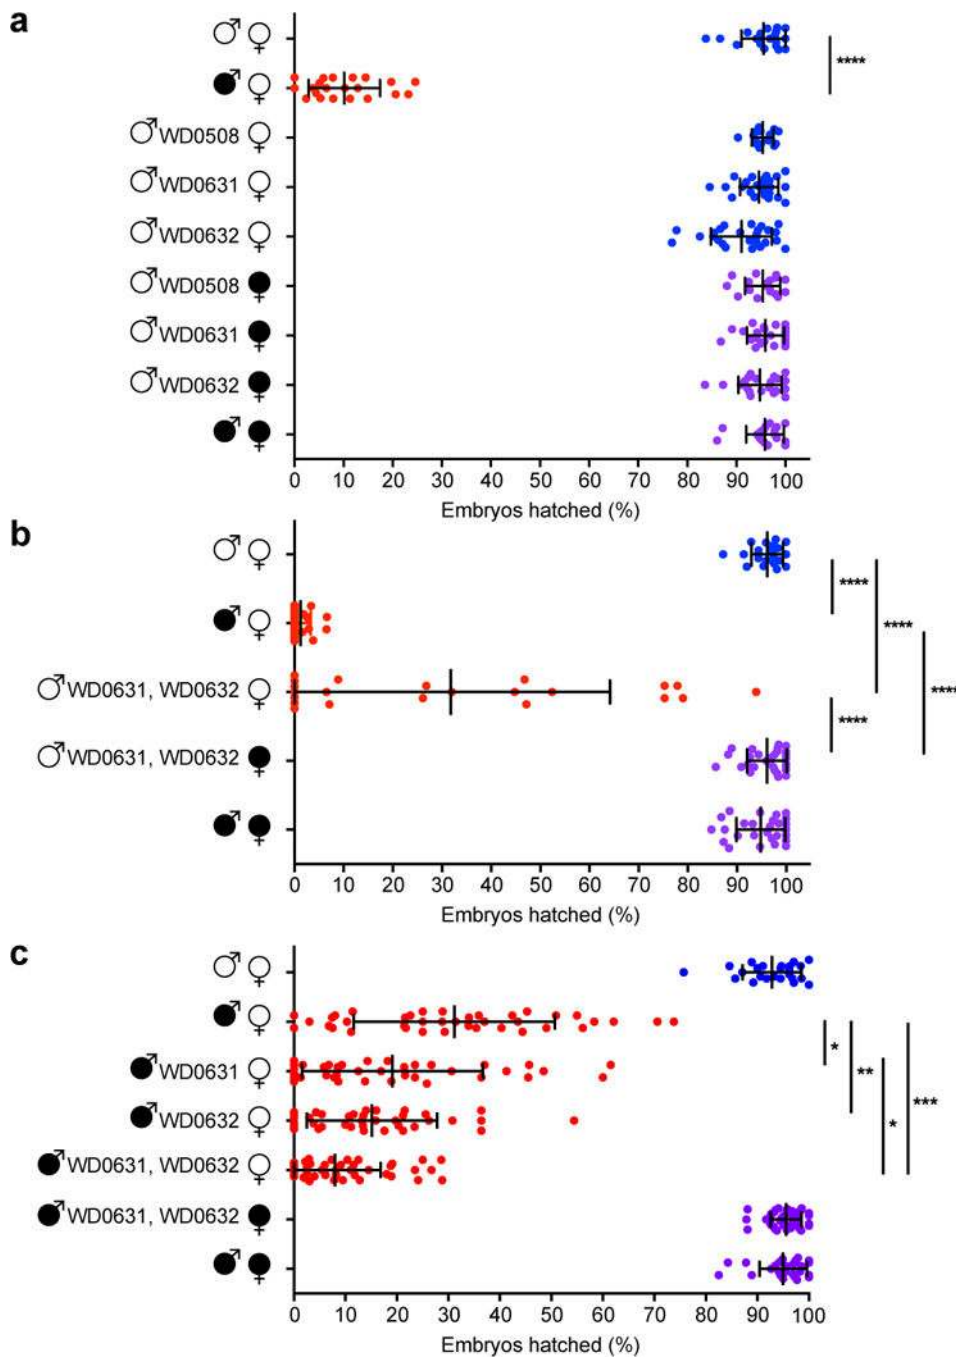 a
♂ ♀
♂ ♀
****
♂WD0508 ♀
♂WD0631 ♀
♂WD0632 ♀
♂WD0508 ♀
♂WD0631 ♀
♂WD0632 ♀
♂ ♀
0 10 20 30 40 50 60 70 80 90 100
Embryos hatched (%)
b
♂ ♀
♂ ♀
♂WD0631, WD0632 ♀
♂WD0631, WD0632 ♀
♂ ♀
****
****
****
****
0 10 20 30 40 50 60 70 80 90 100
Embryos hatched (%)
c
♂ ♀
♂ ♀
♂WD0631 ♀
♂WD0632 ♀
♂WD0631, WD0632 ♀
♂WD0631, WD0632 ♀
♂ ♀
*
**
*
***
0 10 20 30 40 50 60 70 80 90 100
Embryos hatched (%)